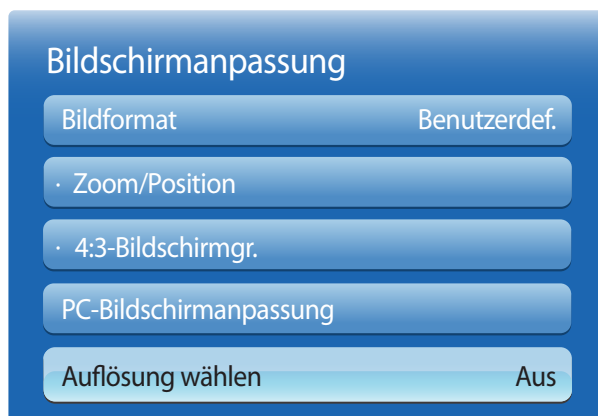 Bildschirmanpassung
Bildformat Benutzerdef.
· Zoom/Position
· 4:3-Bildschirmgr.
PC-Bildschirmanpassung
Auflösung wählen Aus